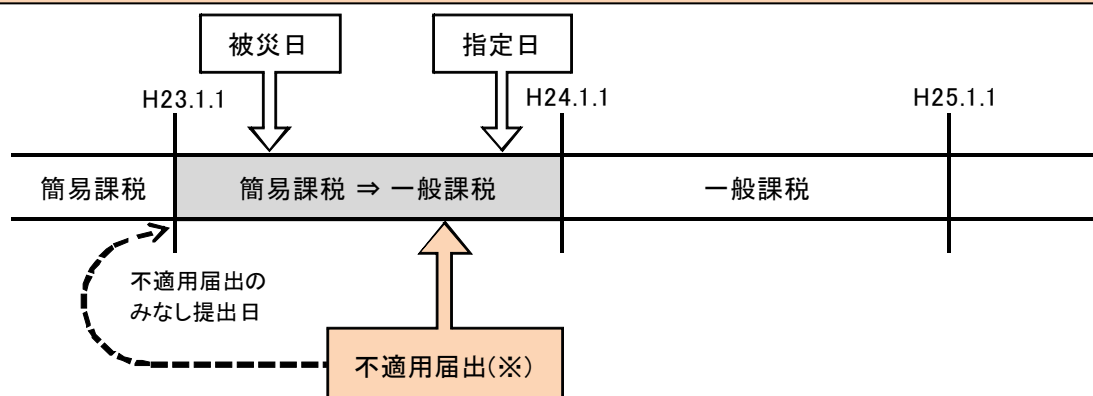 被災日
指定日
H23.1.1
H24.1.1
H25.1.1
簡易課税
簡易課税 ⇒ 一般課税
一般課税
不適用届出の
みなし提出日
不適用届出(※)